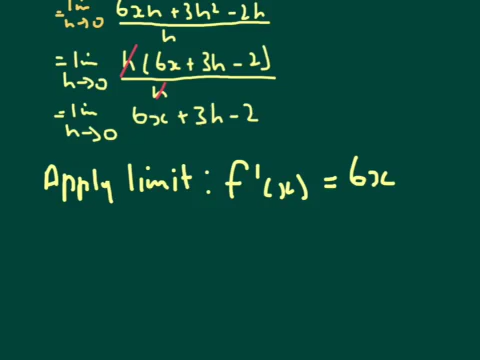 = lim h→0 6xh + 3h² - 2h / h
= lim h→0 h(6x + 3h - 2) / h
= lim h→0 6x + 3h - 2
Apply limit: f'(x) = 6x